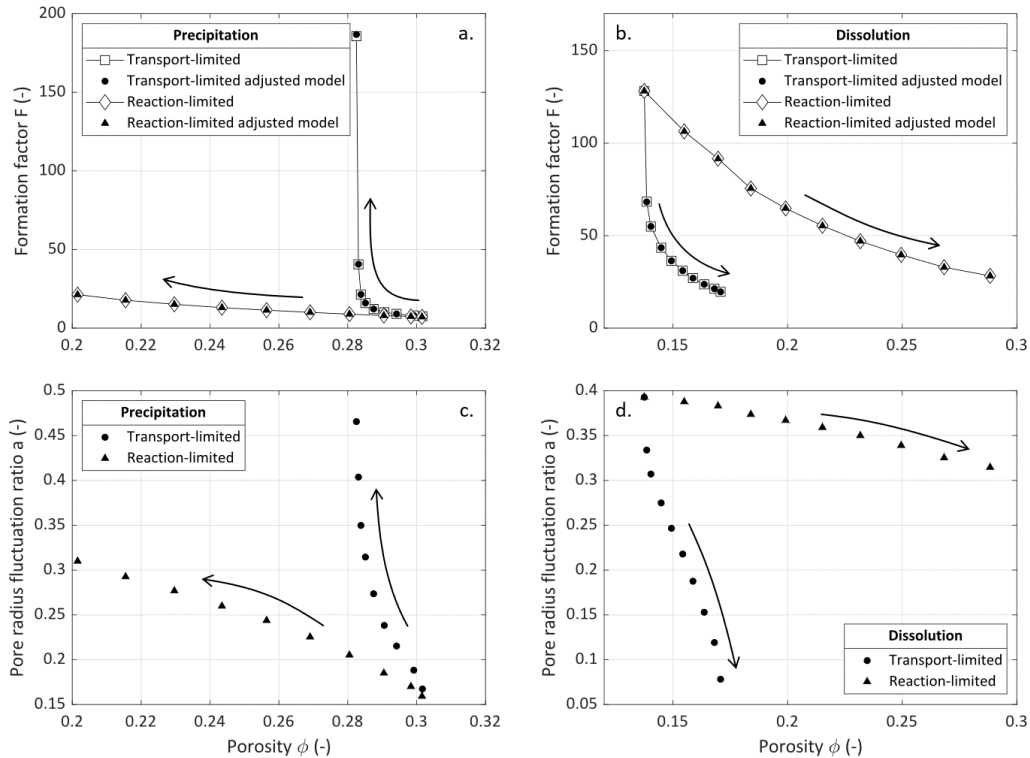 a.
Precipitation
Transport-limited
Transport-limited adjusted model
Reaction-limited
Reaction-limited adjusted model
Formation factor F (-)
200
150
100
50
0
0.2
0.22
0.24
0.26
0.28
0.3
0.32
b.
Dissolution
Transport-limited
Transport-limited adjusted model
Reaction-limited
Reaction-limited adjusted model
Formation factor F (-)
150
100
50
0
0.15
0.2
0.25
0.3
c.
Precipitation
Transport-limited
Reaction-limited
Pore radius fluctuation ratio a (-)
0.5
0.45
0.4
0.35
0.3
0.25
0.2
0.15
0.2
0.22
0.24
0.26
0.28
0.3
0.32
Porosity ϕ (-)
d.
Dissolution
Transport-limited
Reaction-limited
Pore radius fluctuation ratio a (-)
0.4
0.35
0.3
0.25
0.2
0.15
0.1
0.05
0.15
0.2
0.25
0.3
Porosity ϕ (-)